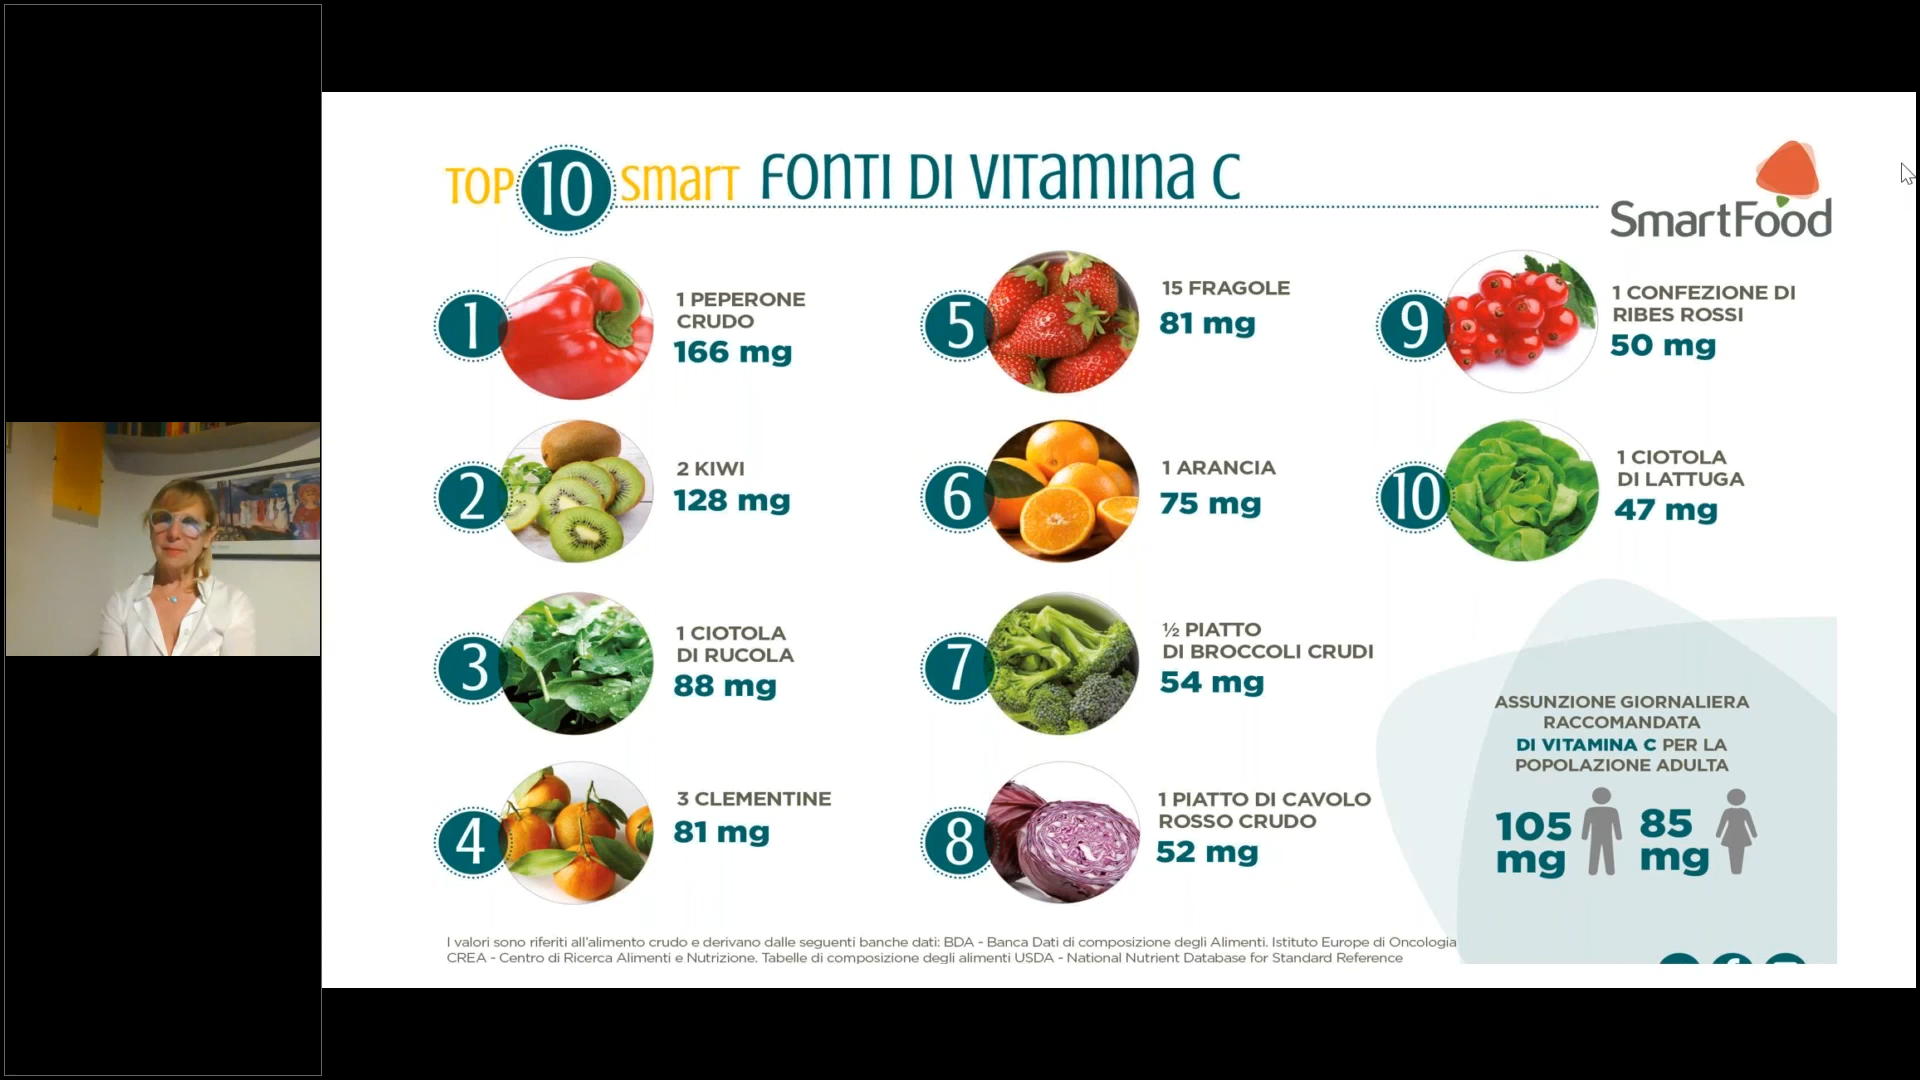 TOP 10 smart FONTI DI VITAMINA C
SmartFood
1
1 PEPERONE
CRUDO
166 mg
2
2 KIWI
128 mg
3
1 CIOTOLA
DI RUCOLA
88 mg
4
3 CLEMENTINE
81 mg
5
15 FRAGOLE
81 mg
6
1 ARANCIA
75 mg
7
½ PIATTO
DI BROCCOLI CRUDI
54 mg
8
1 PIATTO DI CAVOLO
ROSSO CRUDO
52 mg
9
1 CONFEZIONE DI
RIBES ROSSI
50 mg
10
1 CIOTOLA
DI LATTUGA
47 mg
ASSUNZIONE GIORNALIERA
RACCOMANDATA
DI VITAMINA C PER LA
POPOLAZIONE ADULTA
105
mg
85
mg
I valori sono riferiti all'alimento crudo e derivano dalle seguenti banche dati: BDA - Banca Dati di composizione degli Alimenti. Istituto Europe di Oncologia
CREA - Centro di Ricerca Alimenti e Nutrizione. Tabelle di composizione degli alimenti USDA - National Nutrient Database for Standard Reference